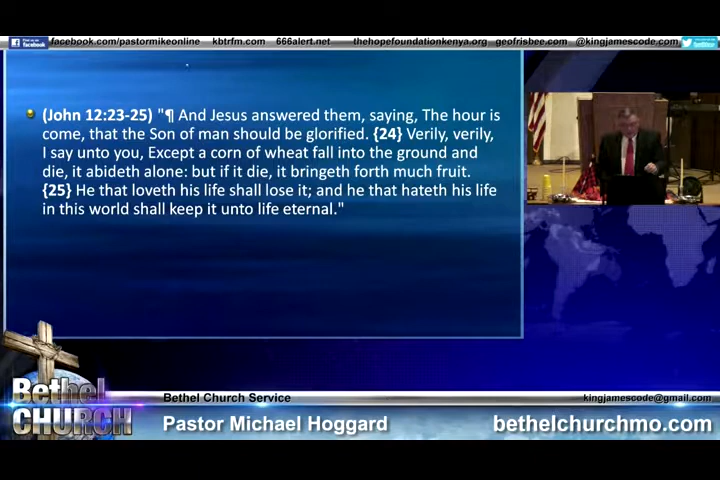 Find us on facebook facebook.com/pastormikeonline kbtrfm.com 666alert.net thehopefoundationkenya.org geofrisbee.com @kingjamescode.com
(John 12:23-25) "¶ And Jesus answered them, saying, The hour is
come, that the Son of man should be glorified. {24} Verily, verily,
I say unto you, Except a corn of wheat fall into the ground and
die, it abideth alone: but if it die, it bringeth forth much fruit.
{25} He that loveth his life shall lose it; and he that hateth his life
in this world shall keep it unto life eternal."
Bethel
CHURCH
Bethel Church Service kingjamescode@gmail.com
Pastor Michael Hoggard bethelchurchmo.com